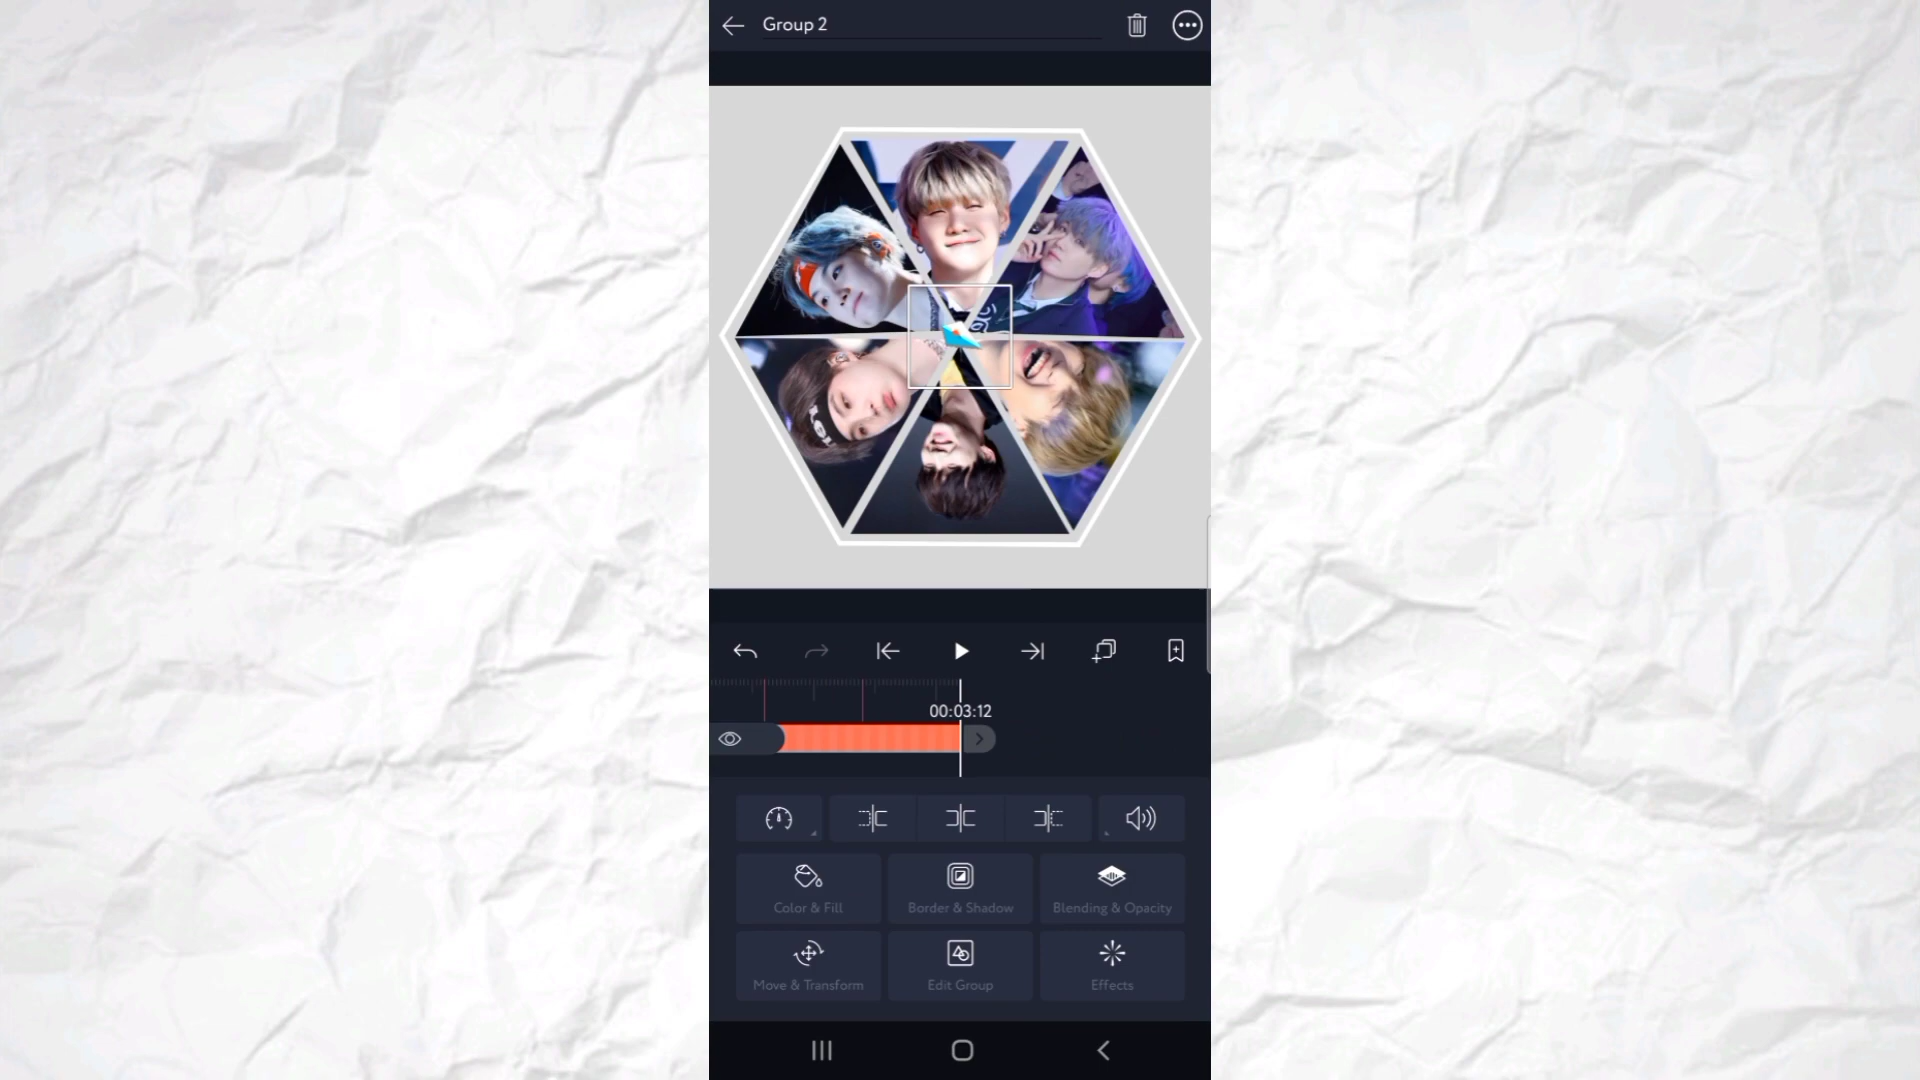 Group 2
00:03:12
Color & Fill
Border & Shadow
Blending & Opacity
Move & Transform
Edit Group
Effects